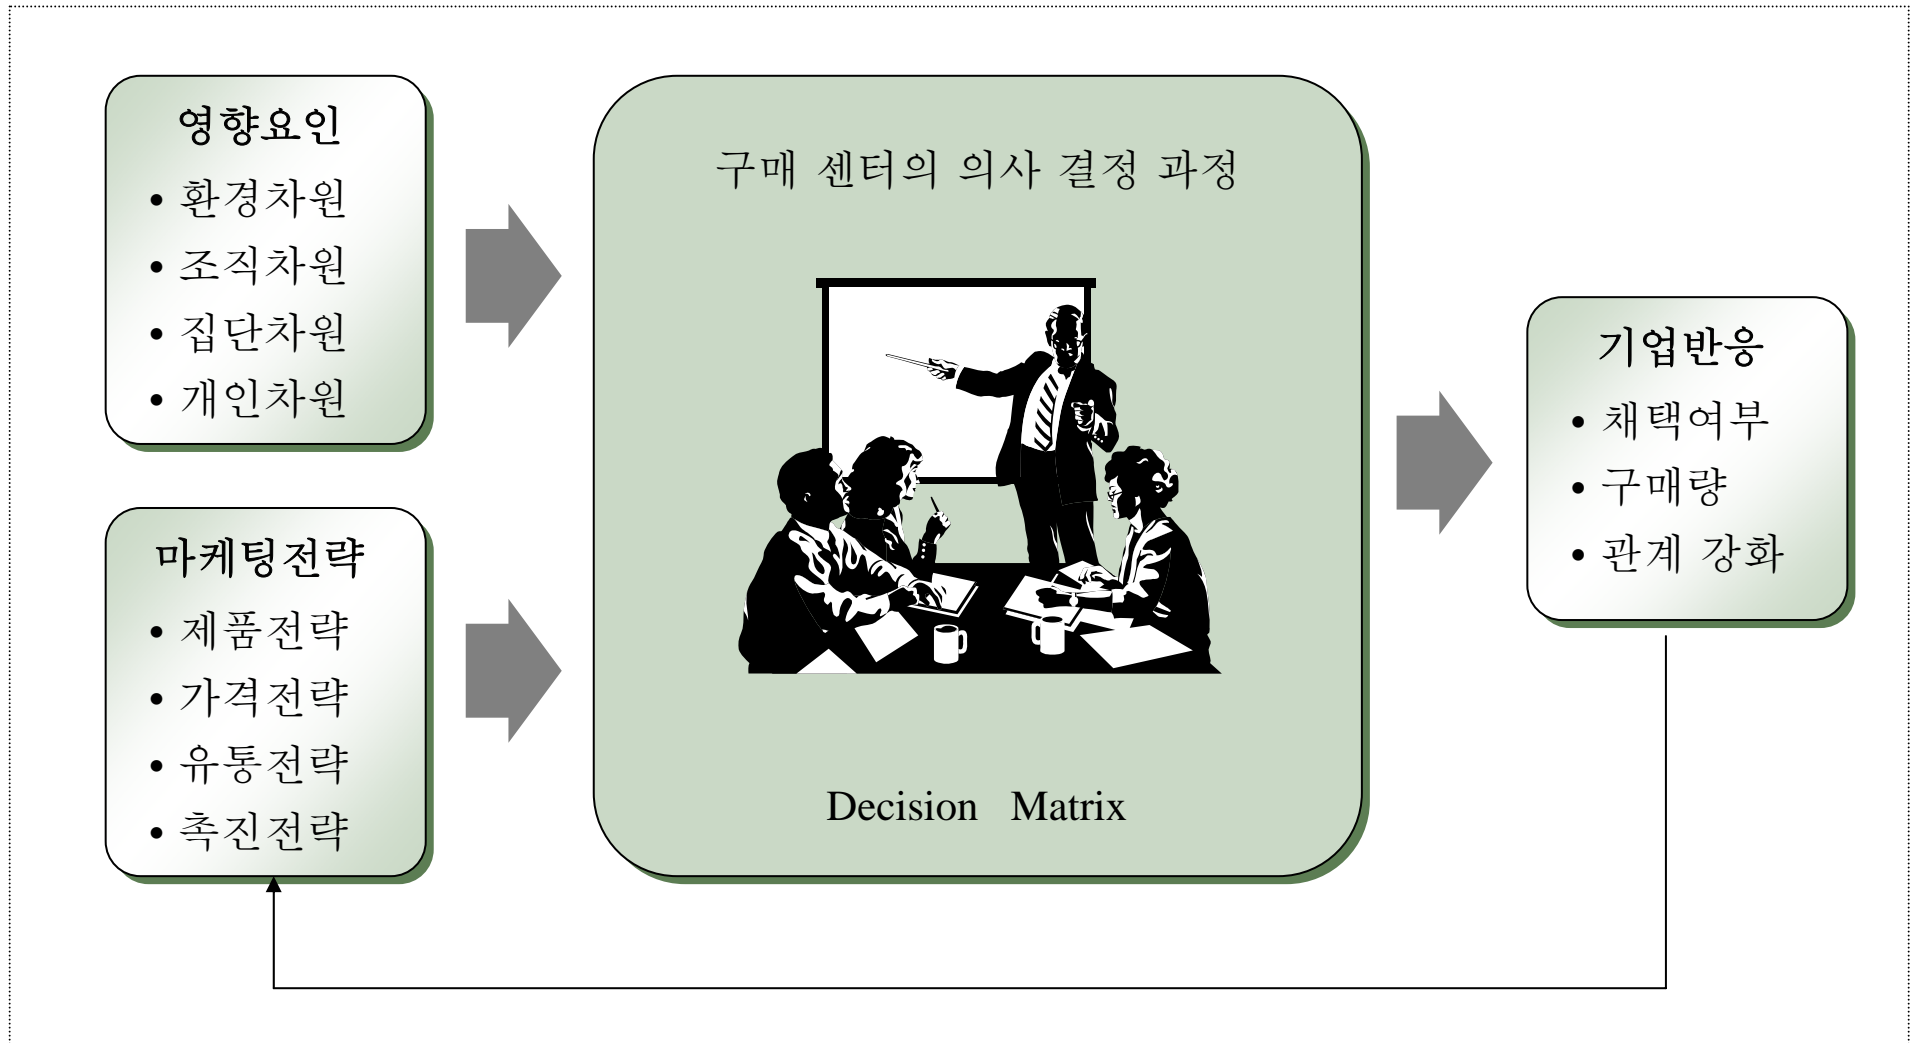 영향요인
• 환경차원
• 조직차원
• 집단차원
• 개인차원
마케팅전략
• 제품전략
• 가격전략
• 유통전략
• 촉진전략
구매 센터의 의사 결정 과정
Decision Matrix
기업반응
• 채택여부
• 구매량
• 관계 강화